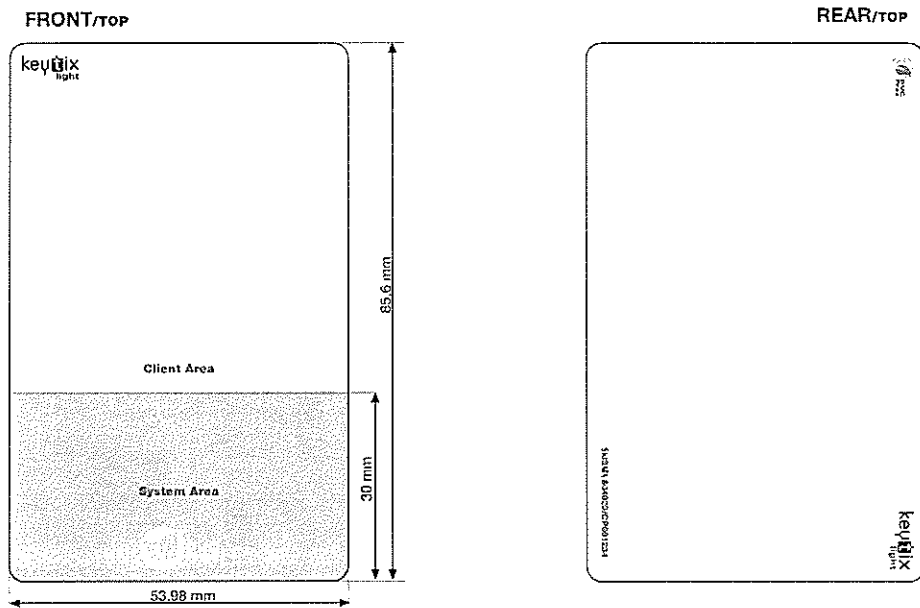 FRONT/TOP
keytix
light
85,6 mm
Client Area
30 mm
System Area
53.98 mm
REAR/TOP
keytix
light